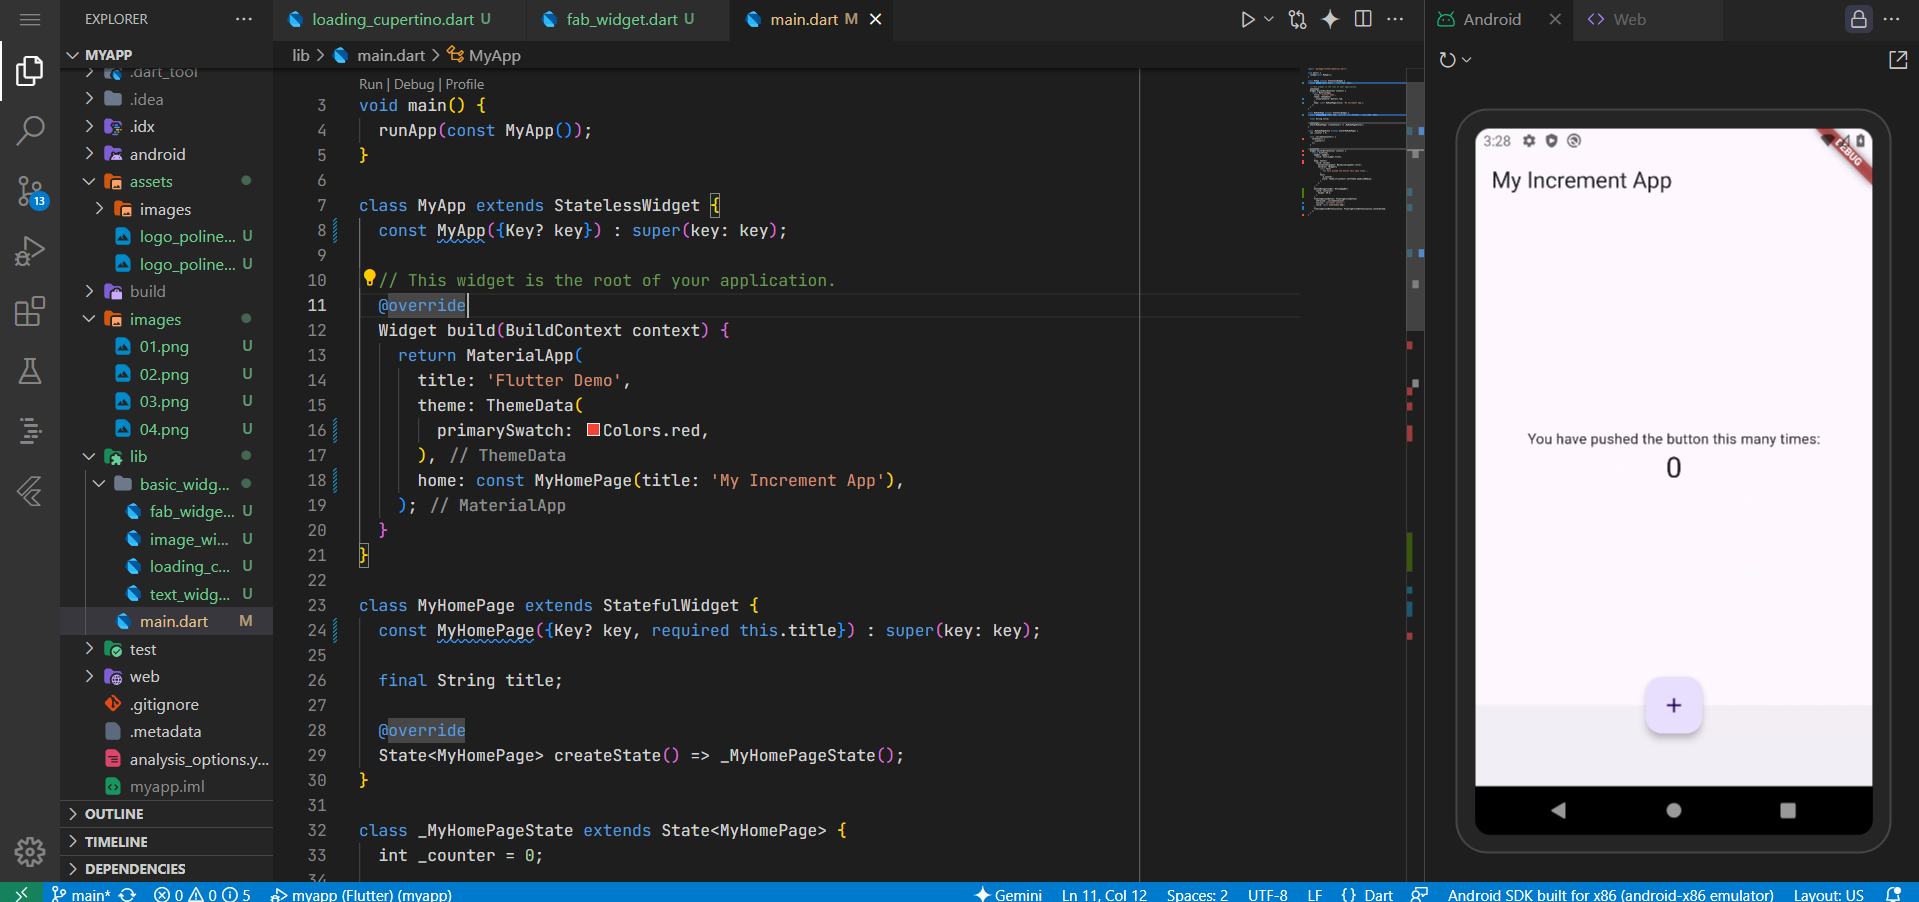 EXPLORER
MYAPP
.dart_tool
.idea
.idx
android
assets
images
logo_poline... U
logo_poline... U
build
images
01.png U
02.png U
03.png U
04.png U
lib
basic_widg...
fab_widge... U
image_wi... U
loading_c... U
text_widg... U
main.dart M
test
web
.gitignore
.metadata
analysis_options.y...
myapp.iml
OUTLINE
TIMELINE
DEPENDENCIES
13
loading_cupertino.dart U
fab_widget.dart U
main.dart M
lib > main.dart > MyApp
Run | Debug | Profile
3 void main() {
4 runApp(const MyApp());
5 }
6
7 class MyApp extends StatelessWidget {
8 const MyApp({Key? key}) : super(key: key);
9
10 // This widget is the root of your application.
11 @override
12 Widget build(BuildContext context) {
13 return MaterialApp(
14 title: 'Flutter Demo',
15 theme: ThemeData(
16 primarySwatch: Colors.red,
17 ), // ThemeData
18 home: const MyHomePage(title: 'My Increment App'),
19 ); // MaterialApp
20 }
21 }
22
23 class MyHomePage extends StatefulWidget {
24 const MyHomePage({Key? key, required this.title}) : super(key: key);
25
26 final String title;
27
28 @override
29 State<MyHomePage> createState() => _MyHomePageState();
30 }
31
32 class _MyHomePageState extends State<MyHomePage> {
33 int _counter = 0;
34
Android
Web
3:28
DEBUG
My Increment App
You have pushed the button this many times:
0
+
main* 0 0 5 myapp (Flutter) (myapp) Gemini Ln 11, Col 12 Spaces: 2 UTF-8 LF {} Dart Android SDK built for x86 (android-x86 emulator) Layout: US